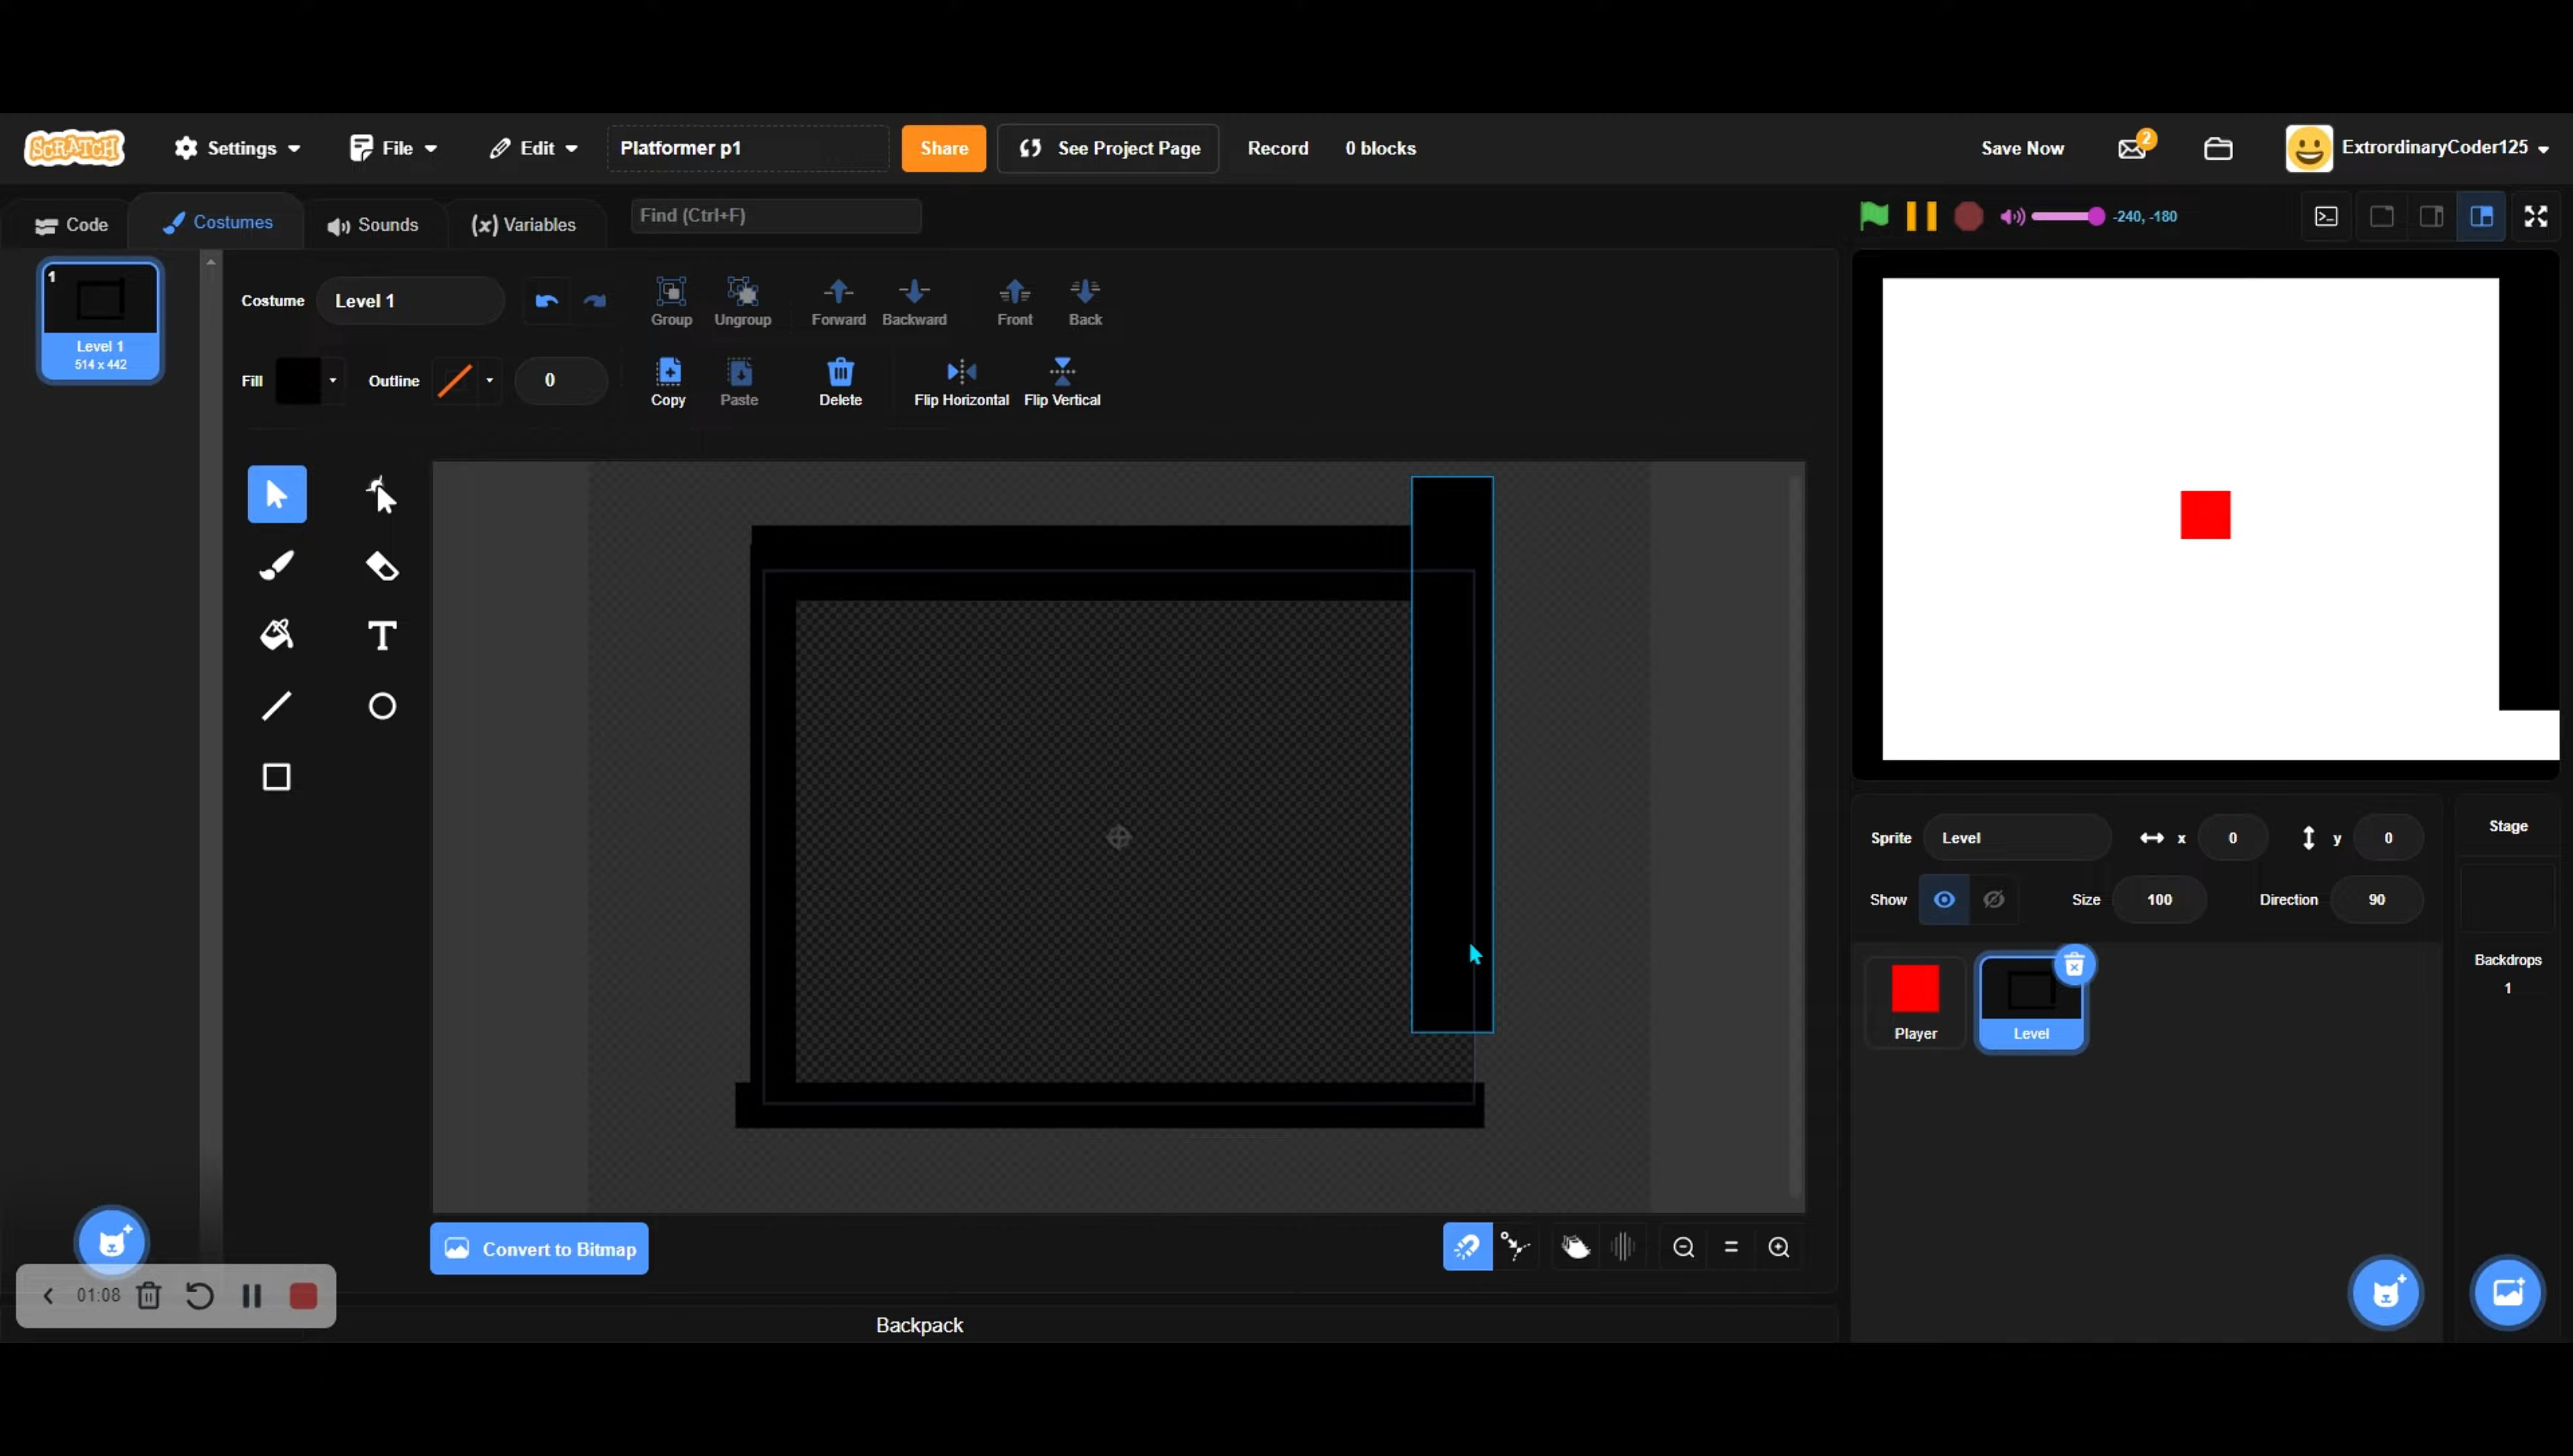 SCRATCH Settings File Edit Platformer p1 Share See Project Page Record 0 blocks Save Now 2 ExtrordinaryCoder125
Code Costumes Sounds (x) Variables Find (Ctrl+F) -240, -180
1
Level 1
514 x 442
Costume Level 1 Group Ungroup Forward Backward Front Back
Fill Outline 0 Copy Paste Delete Flip Horizontal Flip Vertical
T
Convert to Bitmap =
01:08
Backpack
Sprite Level x 0 y 0
Show Size 100 Direction 90
Player Level
Stage
Backdrops
1